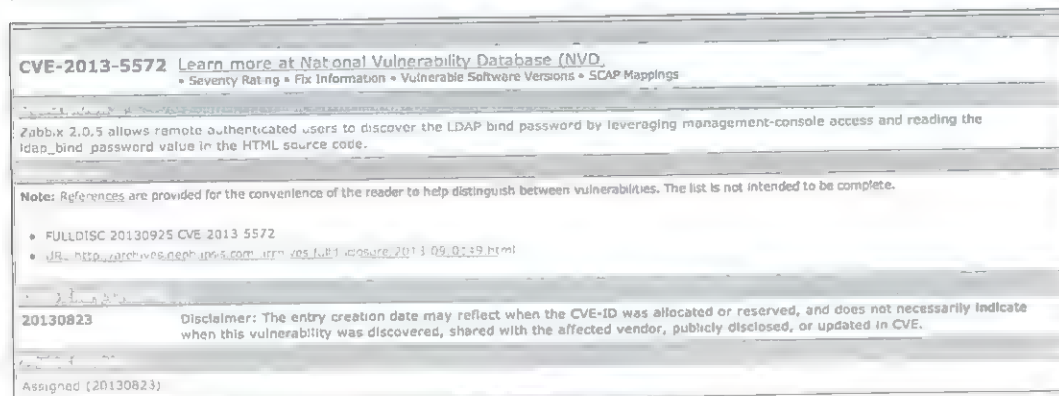 CVE-2013-5572 Learn more at Nat onal Vulnerability Database (NVD,
• Severity Rating • Fix Information • Vulnerable Software Versions • SCAP Mappings
Zabbix 2.0.5 allows remote authenticated users to discover the LDAP bind password by leveraging management-console access and reading the
ldap_bind_password value in the HTML source code.
Note: References are provided for the convenience of the reader to help distinguish between vulnerabilities. The list is not intended to be complete.
• FULLDISC 20130925 CVE 2013 5572
• 2013
20130823 Disclaimer: The entry creation date may reflect when the CVE-ID was allocated or reserved, and does not necessarily indicate
when this vulnerability was discovered, shared with the affected vendor, publicly disclosed, or updated in CVE.
Assigned (20130823)